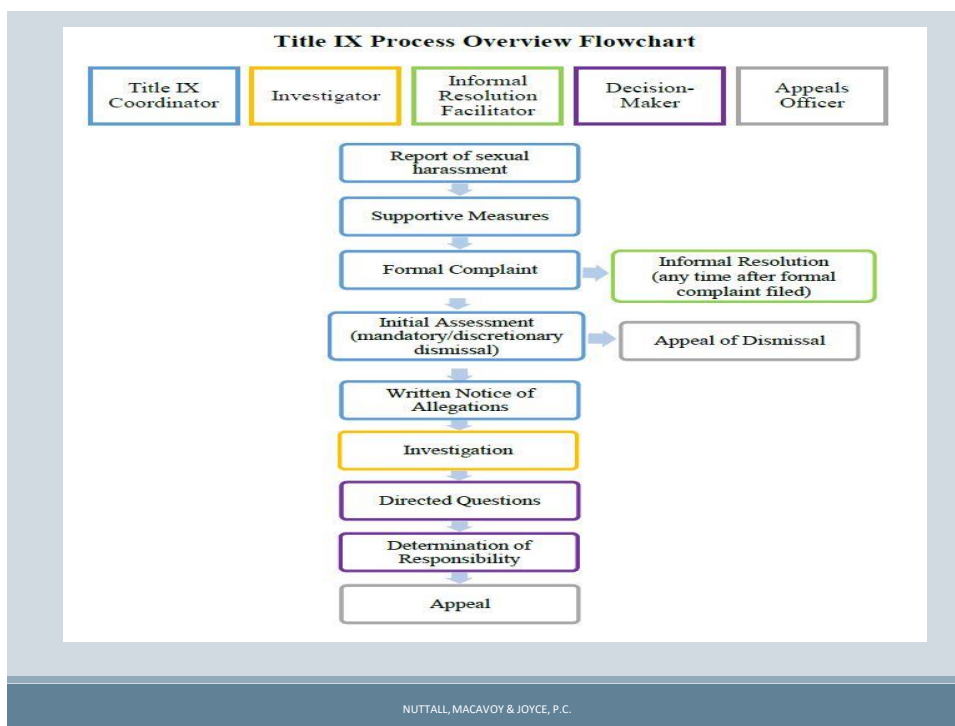 Title IX Process Overview Flowchart
Title IX
Coordinator
Investigator
Informal
Resolution
Facilitator
Decision-
Maker
Appeals
Officer
Report of sexual
harassment
Supportive Measures
Formal Complaint
Informal Resolution
(any time after formal
complaint filed)
Initial Assessment
(mandatory/discretionary
dismissal)
Appeal of Dismissal
Written Notice of
Allegations
Investigation
Directed Questions
Determination of
Responsibility
Appeal
NUTTALL, MACAVOY & JOYCE, P.C.